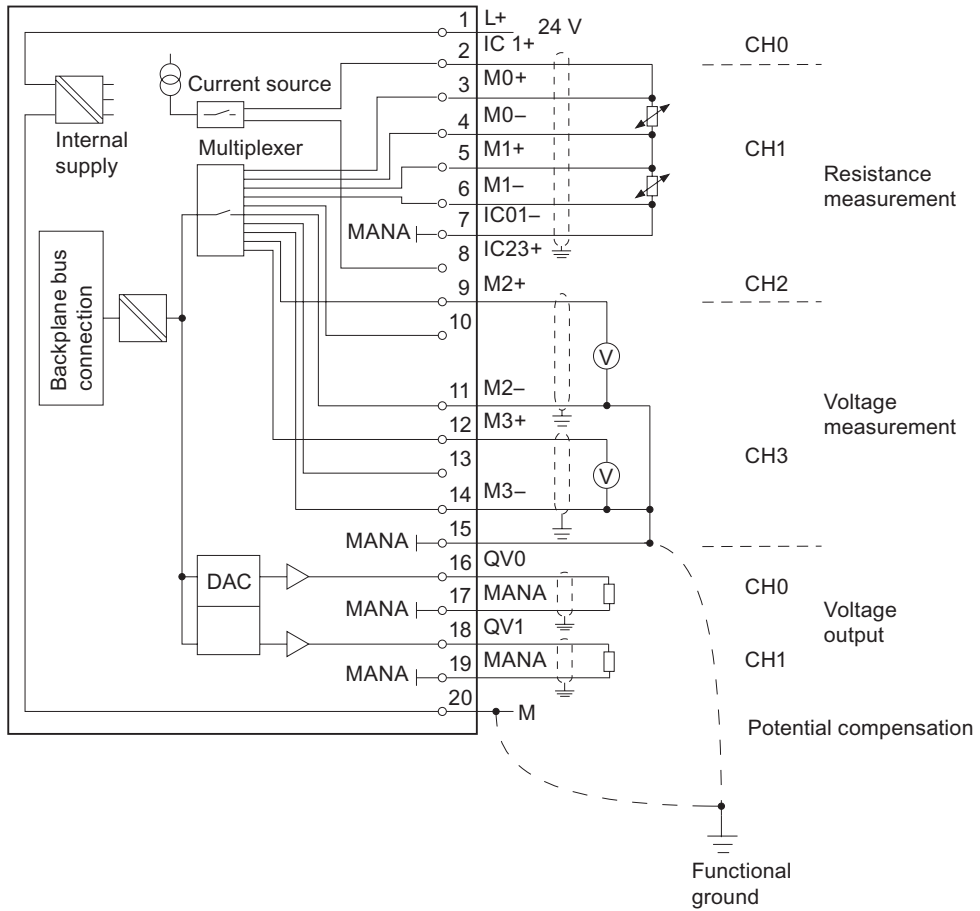 1 L+ 24 V
2 IC 1+ CH0
Current source
3 M0+
Internal
supply
4 M0–
Multiplexer
5 M1+ CH1
Resistance
measurement
6 M1–
MANA 7 IC01–
8 IC23+
9 M2+ CH2
10
Backplane bus
connection
V
11 M2–
Voltage
measurement
12 M3+
13 CH3
V
14 M3–
MANA 15
16 QV0
DAC CH0
MANA 17 MANA
Voltage
output
18 QV1
MANA 19 MANA CH1
20 M
Potential compensation
Functional
ground